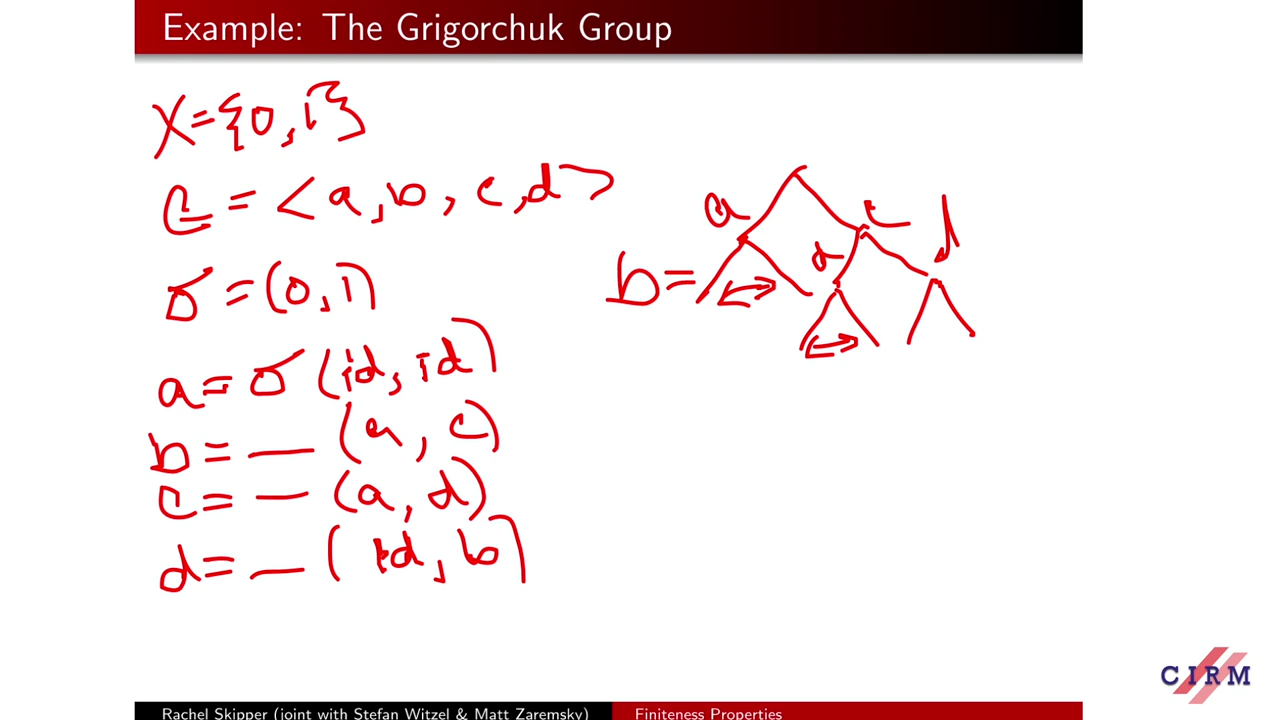 Example: The Grigorchuk Group
X={0,1}
G = <a,b,c,d>
σ=(0,1)
a=σ(id,id)
b=—(a,c)
c=—(a,d)
d=—(id,b)
b=
a
c
a
d
Rachel Skipper (joint with Stefan Witzel & Matt Zaremsky)
Finiteness Properties
CIRM